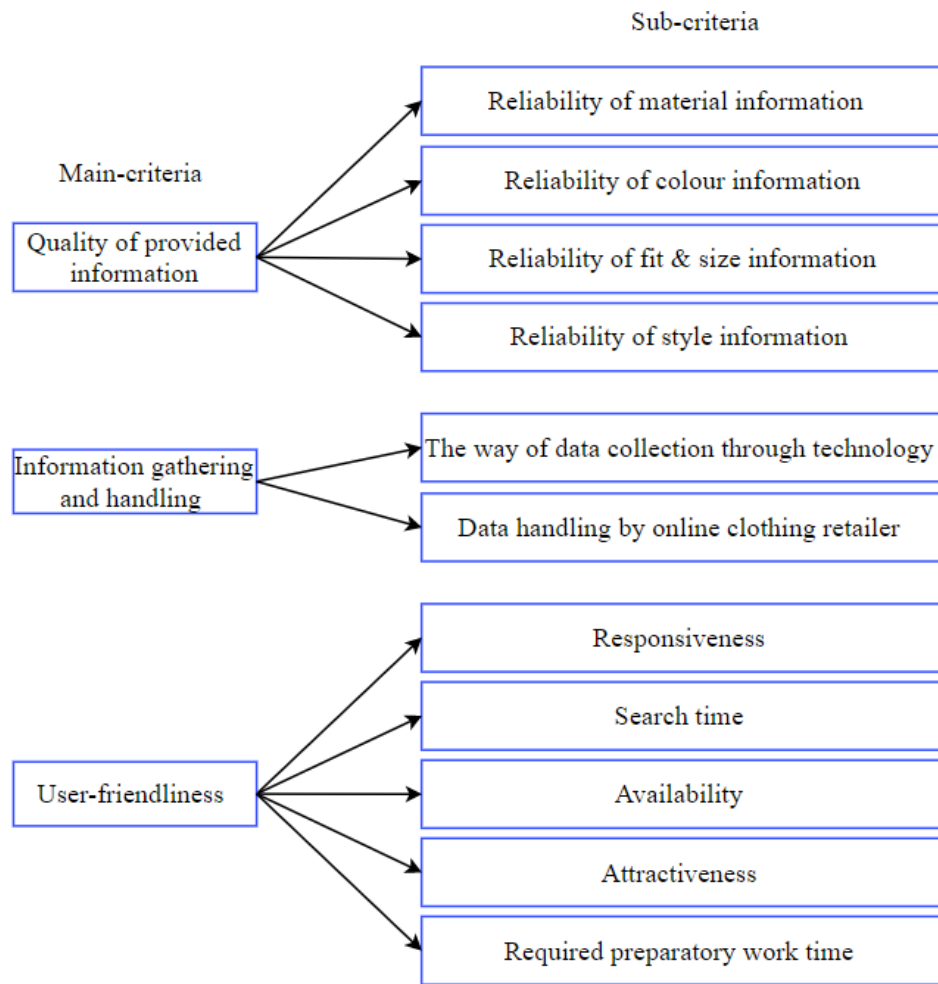 Sub-criteria
Main-criteria
Quality of provided
information
Reliability of material information
Reliability of colour information
Reliability of fit & size information
Reliability of style information
Information gathering
and handling
The way of data collection through technology
Data handling by online clothing retailer
User-friendliness
Responsiveness
Search time
Availability
Attractiveness
Required preparatory work time